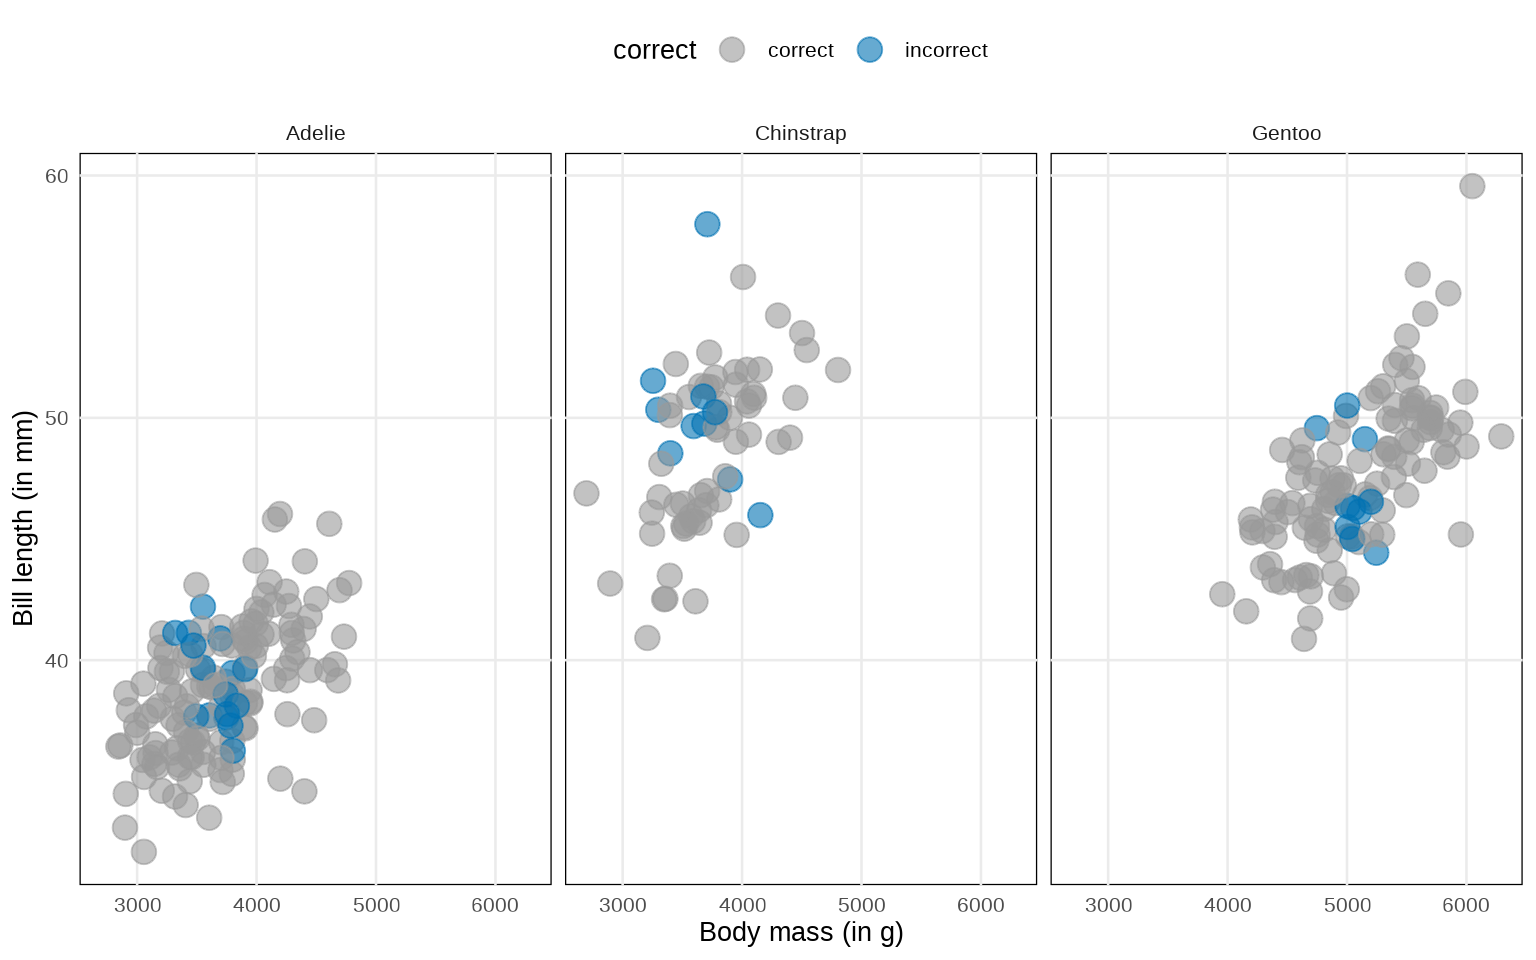 correct correct incorrect
Adelie Chinstrap Gentoo
60
50
40
Bill length (in mm)
3000 4000 5000 6000 3000 4000 5000 6000 3000 4000 5000 6000
Body mass (in g)